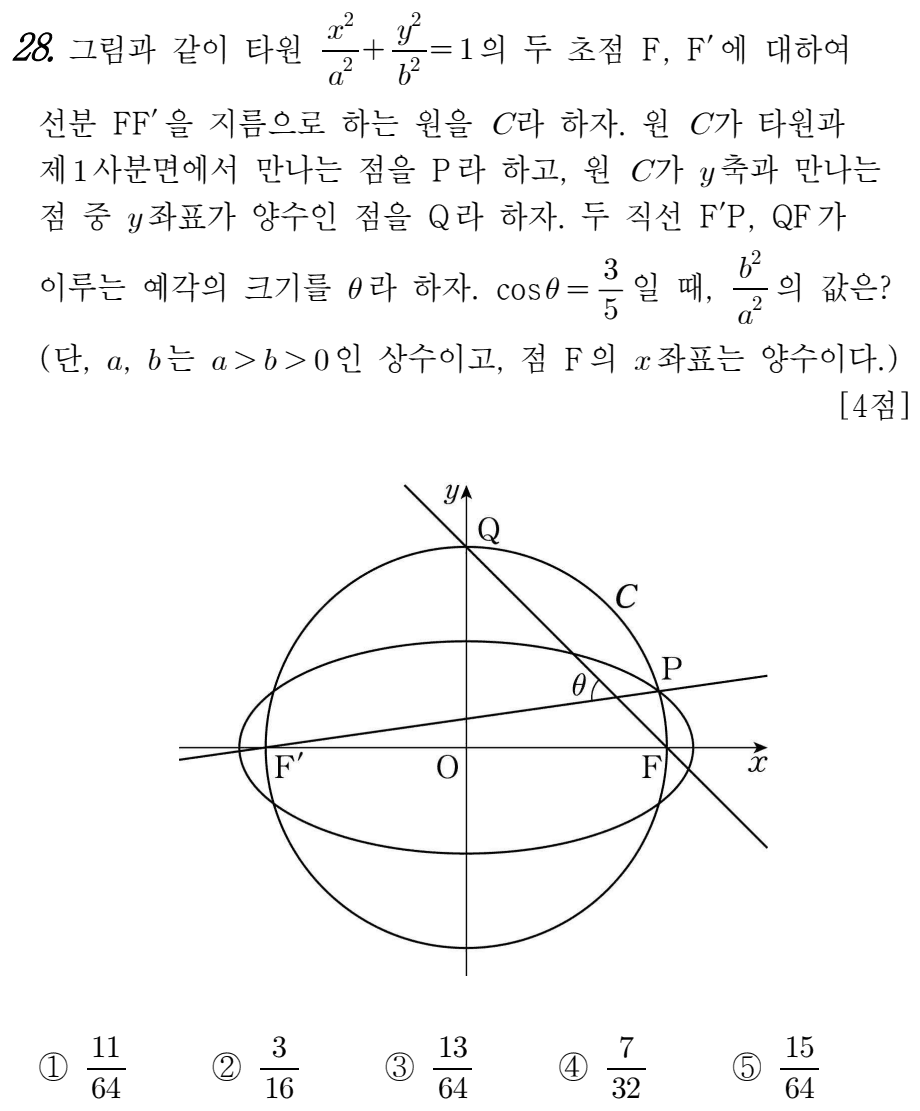 28. 그림과 같이 타원 x²/a² + y²/b² = 1의 두 초점 F, F′에 대하여
선분 FF′을 지름으로 하는 원을 C라 하자. 원 C가 타원과
제1사분면에서 만나는 점을 P라 하고, 원 C가 y축과 만나는
점 중 y좌표가 양수인 점을 Q라 하자. 두 직선 F′P, QF가
이루는 예각의 크기를 θ라 하자. cosθ = 3/5 일 때, b²/a² 의 값은?
(단, a, b는 a > b > 0인 상수이고, 점 F의 x좌표는 양수이다.)
[4점]
y
Q
C
P
θ
F′
O
F
x
① 11/64 ② 3/16 ③ 13/64 ④ 7/32 ⑤ 15/64